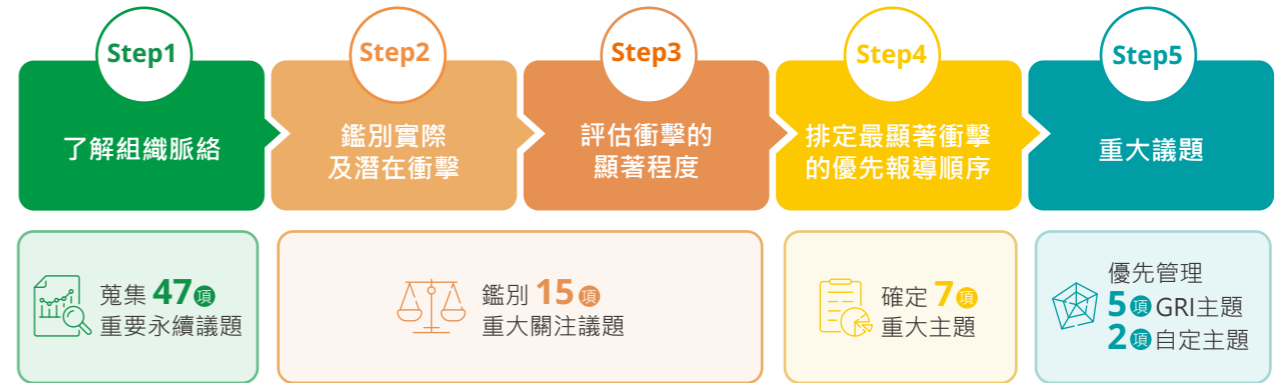 Step1
了解組織脈絡
Step2
鑑別實際
及潛在衝擊
Step3
評估衝擊的
顯著程度
Step4
排定最顯著衝擊
的優先報導順序
Step5
重大議題
蒐集 47項
重要永續議題
鑑別 15項
重大關注議題
確定 7項
重大主題
優先管理
5項GRI主題
2項自定主題